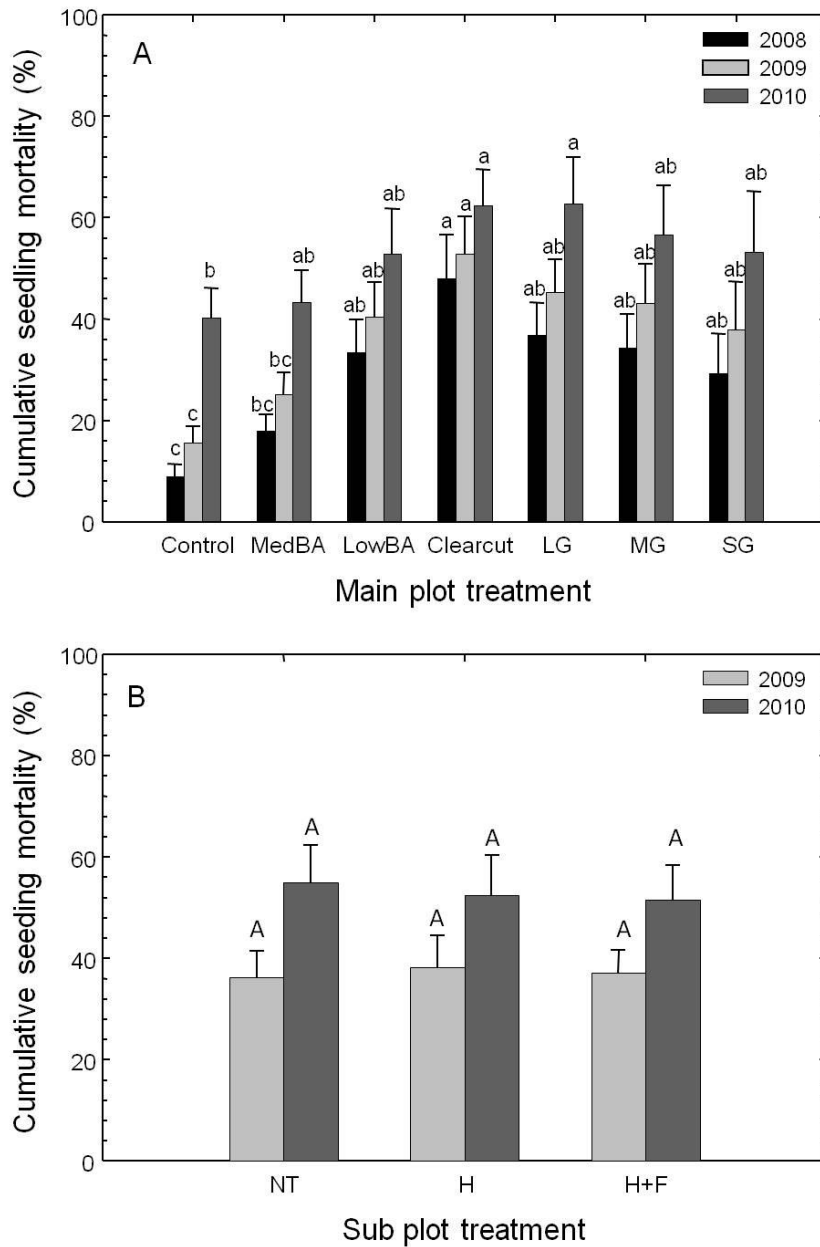 100
A
2008
2009
2010
80
60
40
20
0
Cumulative seedling mortality (%)
a
a
ab
ab
a
ab
b
ab
a
ab
ab
ab
ab
ab
ab
ab
bc
ab
c
bc
c
Control MedBA LowBA Clearcut LG MG SG
Main plot treatment
100
B
2009
2010
80
60
40
20
0
Cumulative seeding mortality (%)
A A A
A A A
NT H H+F
Sub plot treatment